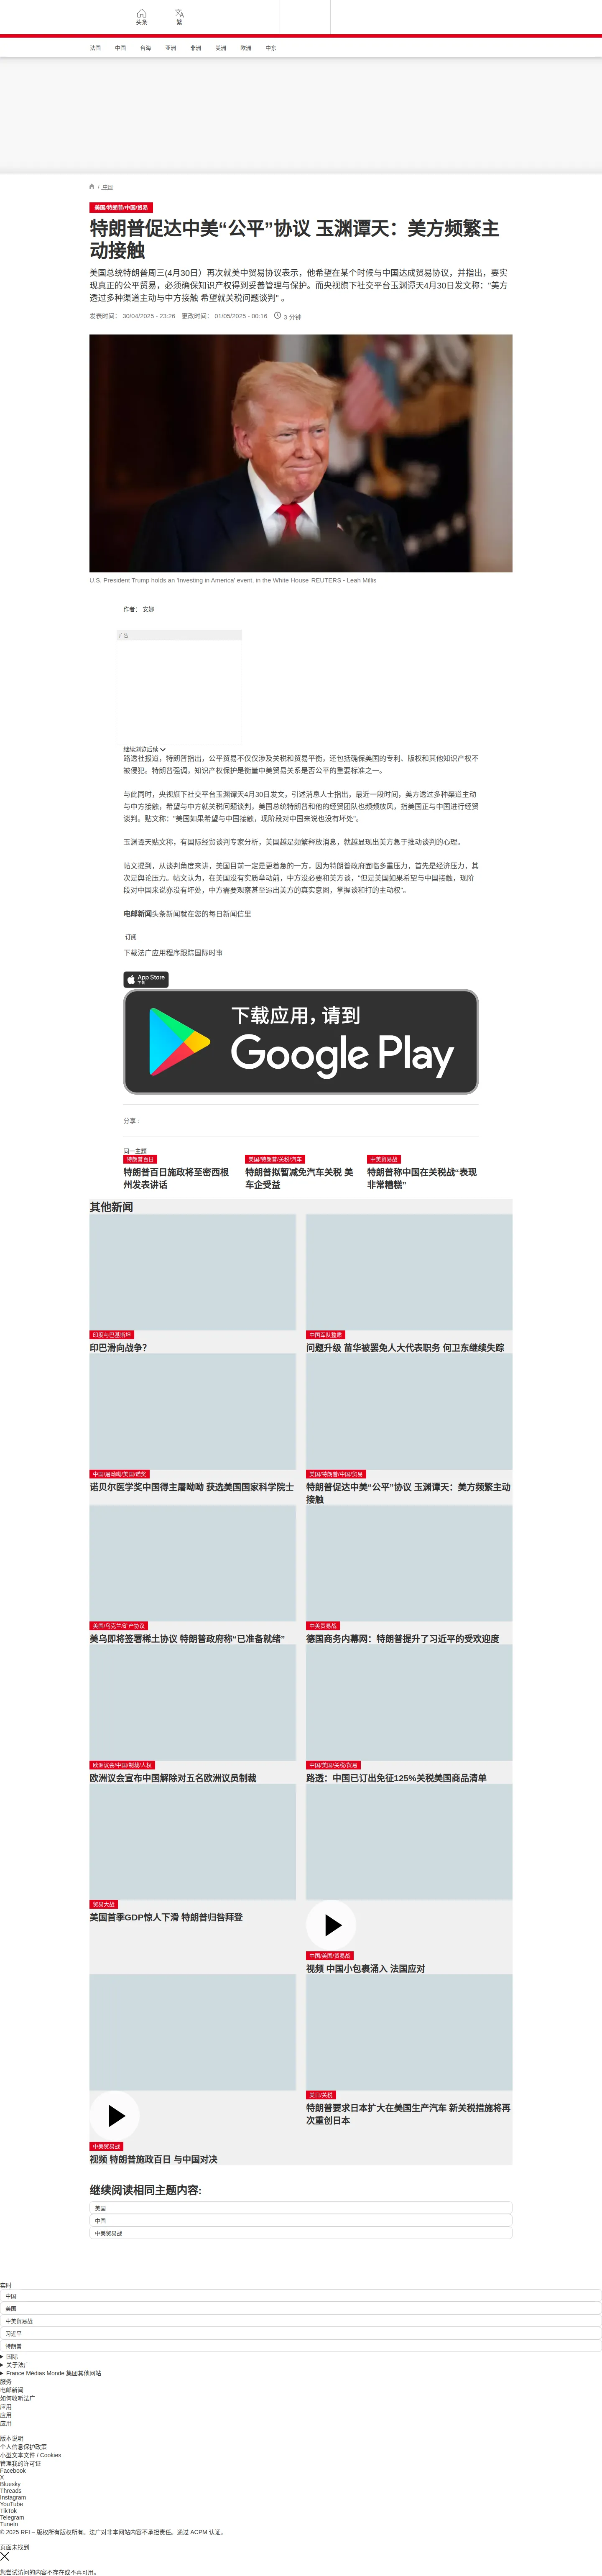 头条
繁
法国 中国 台海 亚洲 非洲 美洲 欧洲 中东
/ 中国
美国/特朗普/中国/贸易
特朗普促达中美“公平”协议 玉渊谭天：美方频繁主
动接触
美国总统特朗普周三(4月30日）再次就美中贸易协议表示，他希望在某个时候与中国达成贸易协议，并指出，要实
现真正的公平贸易，必须确保知识产权得到妥善管理与保护。而央视旗下社交平台玉渊谭天4月30日发文称："美方
透过多种渠道主动与中方接触 希望就关税问题谈判" 。
发表时间： 30/04/2025 - 23:26 更改时间： 01/05/2025 - 00:16 3 分钟
U.S. President Trump holds an 'Investing in America' event, in the White House REUTERS - Leah Millis
作者： 安娜
广告
继续浏览后续
路透社报道，特朗普指出，公平贸易不仅仅涉及关税和贸易平衡，还包括确保美国的专利、版权和其他知识产权不
被侵犯。特朗普强调，知识产权保护是衡量中美贸易关系是否公平的重要标准之一。
与此同时，央视旗下社交平台玉渊谭天4月30日发文，引述消息人士指出，最近一段时间，美方透过多种渠道主动
与中方接触，希望与中方就关税问题谈判，美国总统特朗普和他的经贸团队也频频放风，指美国正与中国进行经贸
谈判。贴文称："美国如果希望与中国接触，现阶段对中国来说也没有坏处"。
玉渊谭天贴文称，有国际经贸谈判专家分析，美国越是频繁释放消息，就越显现出美方急于推动谈判的心理。
帖文提到，从谈判角度来讲，美国目前一定是更着急的一方，因为特朗普政府面临多重压力，首先是经济压力，其
次是舆论压力。帖文认为，在美国没有实质举动前，中方没必要和美方谈，"但是美国如果希望与中国接触，现阶
段对中国来说亦没有坏处，中方需要观察甚至逼出美方的真实意图，掌握谈和打的主动权"。
电邮新闻头条新闻就在您的每日新闻信里
订阅
下载法广应用程序跟踪国际时事
App Store
下载
下载应用，请到
Google Play
分享 :
同一主题
特朗普百日
特朗普百日施政将至密西根
州发表讲话
美国/特朗普/关税/汽车
特朗普拟暂减免汽车关税 美
车企受益
中美贸易战
特朗普称中国在关税战“表现
非常糟糕”
其他新闻
印度与巴基斯坦
印巴滑向战争？
中国军队整肃
问题升级 苗华被罢免人大代表职务 何卫东继续失踪
中国/屠呦呦/美国/诺奖
诺贝尔医学奖中国得主屠呦呦 获选美国国家科学院士
美国/特朗普/中国/贸易
特朗普促达中美“公平”协议 玉渊谭天：美方频繁主动
接触
美国/乌克兰/矿产协议
美乌即将签署稀土协议 特朗普政府称“已准备就绪”
中美贸易战
德国商务内幕网：特朗普提升了习近平的受欢迎度
欧洲议会/中国/制裁/人权
欧洲议会宣布中国解除对五名欧洲议员制裁
中国/美国/关税/贸易
路透：中国已订出免征125%关税美国商品清单
贸易大战
美国首季GDP惊人下滑 特朗普归咎拜登
中国/美国/贸易战
视频 中国小包裹涌入 法国应对
中美贸易战
视频 特朗普施政百日 与中国对决
美日/关税
特朗普要求日本扩大在美国生产汽车 新关税措施将再
次重创日本
继续阅读相同主题内容:
美国
中国
中美贸易战
实时
中国
美国
中美贸易战
习近平
特朗普
国际
关于法广
France Médias Monde 集团其他网站
服务
电邮新闻
如何收听法广
应用
应用
应用
版本说明
个人信息保护政策
小型文本文件 / Cookies
管理我的许可证
Facebook
X
Bluesky
Threads
Instagram
YouTube
TikTok
Telegram
TuneIn
© 2025 RFI – 版权所有版权所有。法广对非本网站内容不承担责任。通过 ACPM 认证。
页面未找到
您尝试访问的内容不存在或不再可用。